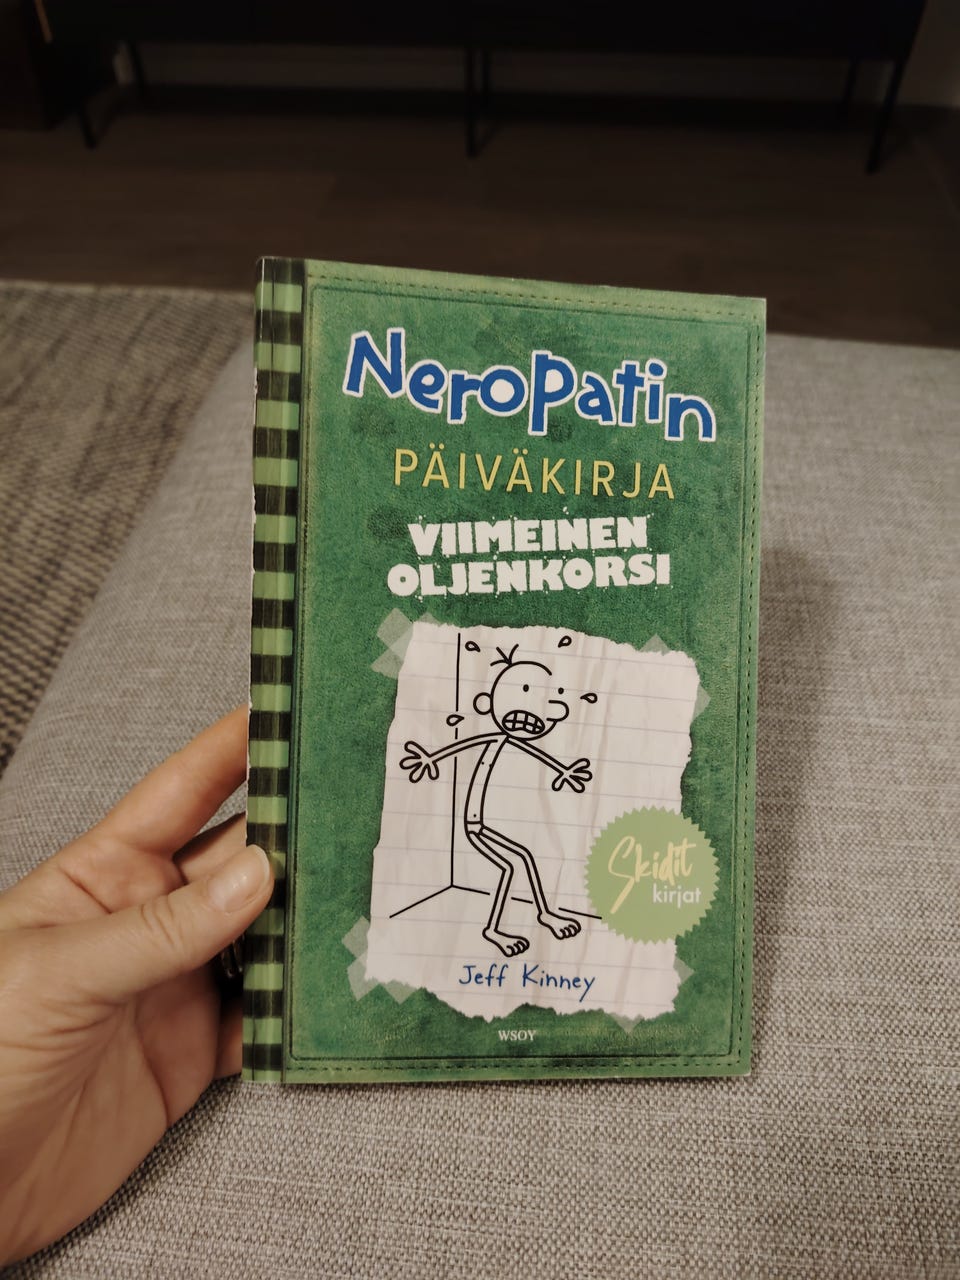 Neropatin
PÄIVÄKIRJA
VIIMEINEN
OLJENKORSI
Skidit
kirjat
Jeff Kinney
WSOY